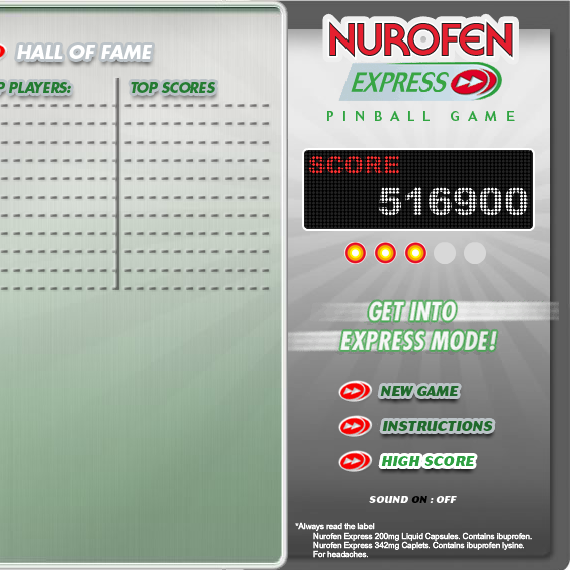 HALL OF FAME
P PLAYERS: TOP SCORES
NUROFEN
EXPRESS
PINBALL GAME
SCORE
516900
GET INTO
EXPRESS MODE!
NEW GAME
INSTRUCTIONS
HIGH SCORE
SOUND ON : OFF
*Always read the label
Nurofen Express 200mg Liquid Capsules. Contains ibuprofen.
Nurofen Express 342mg Caplets. Contains ibuprofen lysine.
For headaches.